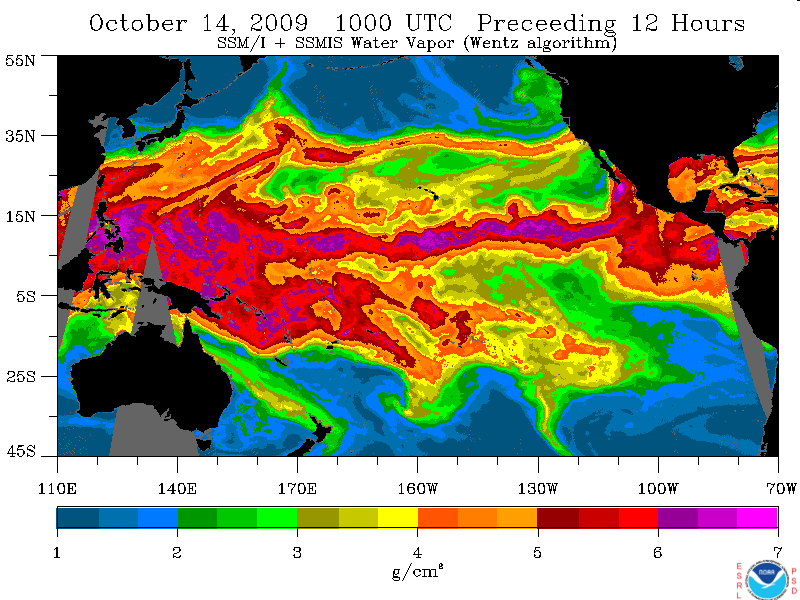 October 14, 2009 1000 UTC Preceeding 12 Hours
SSM/I + SSMIS Water Vapor (Wentz algorithm)
55N
35N
15N
5S
25S
45S
110E 140E 170E 160W 130W 100W 70W
1 2 3 4 5 6 7
g/cm²
ESRL NOAA PSD